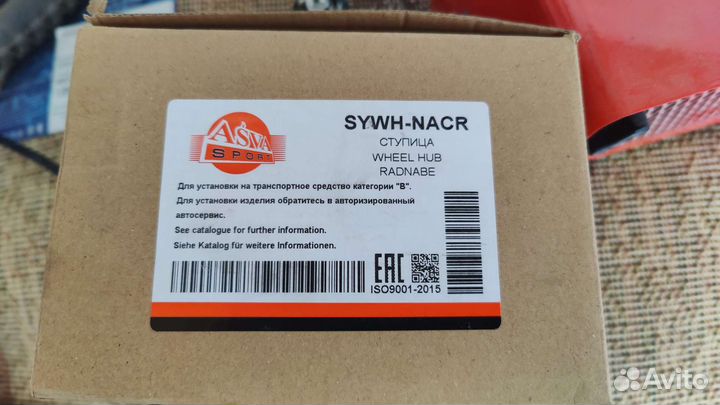 ASVA
SPORT
SYWH-NACR
СТУПИЦА
WHEEL HUB
RADNABE
Для установки на транспортное средство категории "В".
Для установки изделия обратитесь в авторизированный
автосервис.
See catalogue for further information.
Siehe Katalog für weitere Informationen.
EAC
ISO9001-2015
Avito